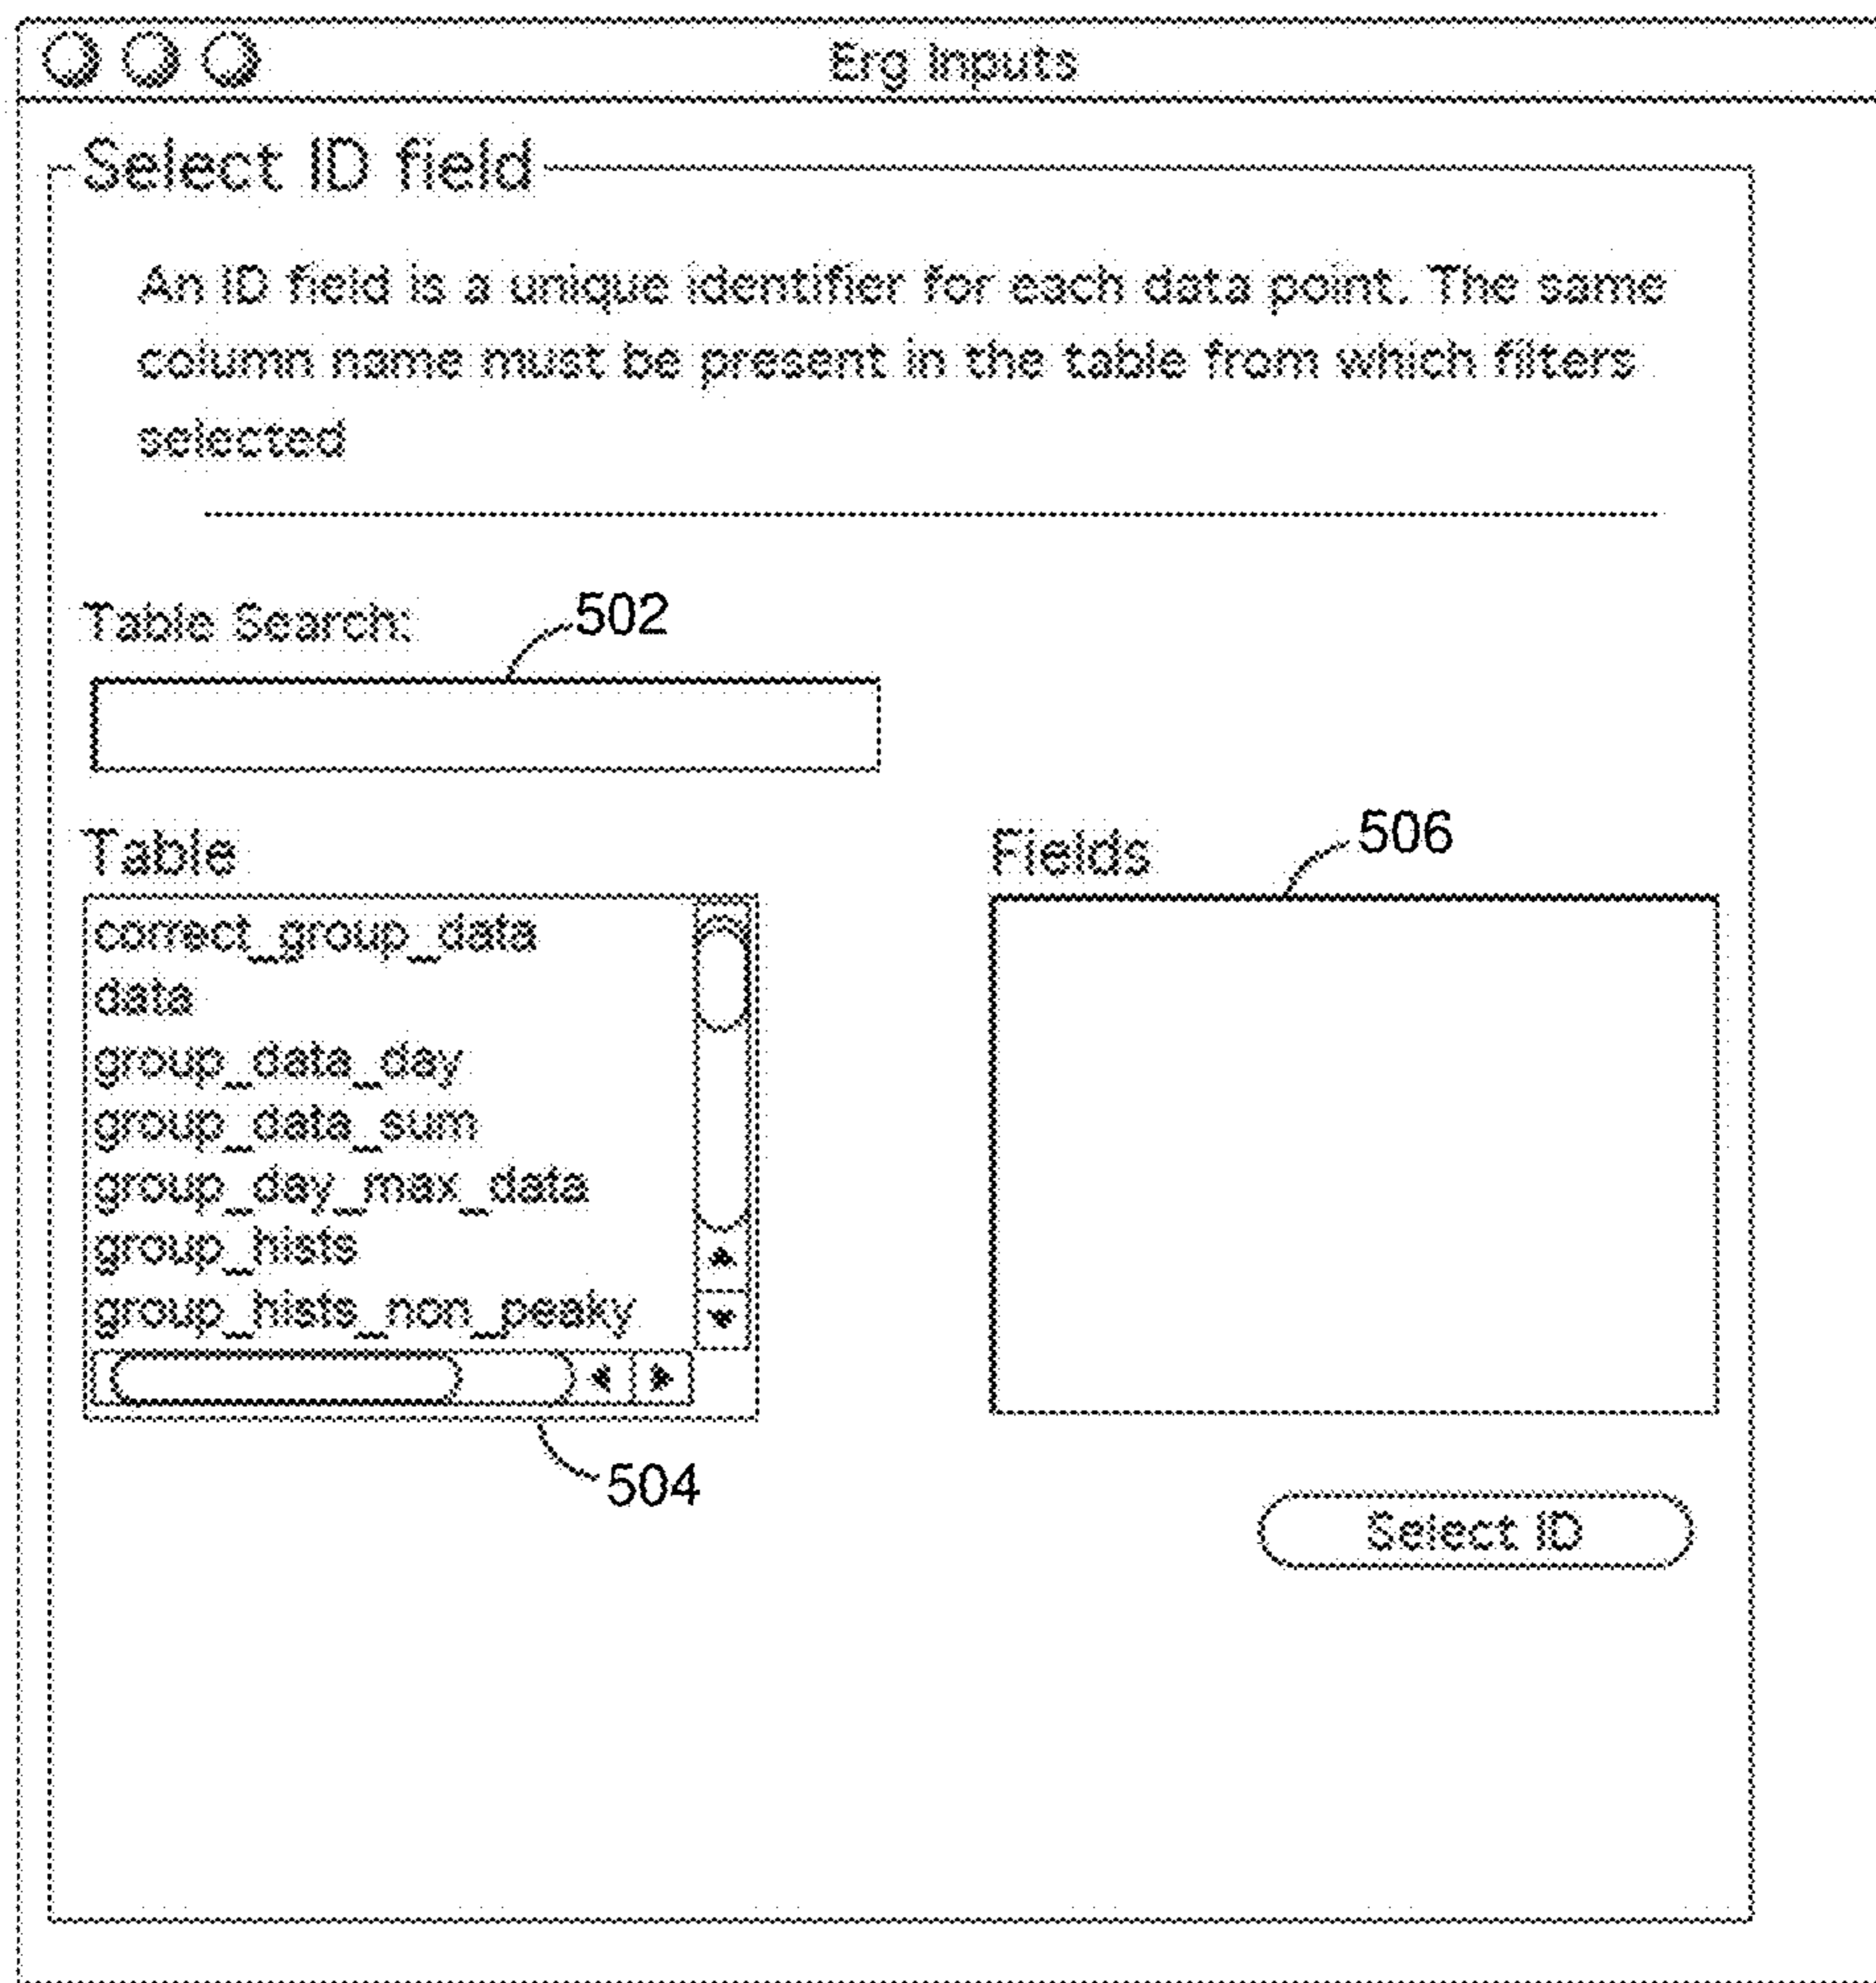 Erg Inputs
Select ID field
An ID field is a unique identifier for each data point. The same
column name must be present in the table from which filters
selected
Table Search:
502
Table
Fields
506
correct_group_data
data
group_data_day
group_data_sum
group_day_max_data
group_hists
group_hists_non_peaky
504
Select ID